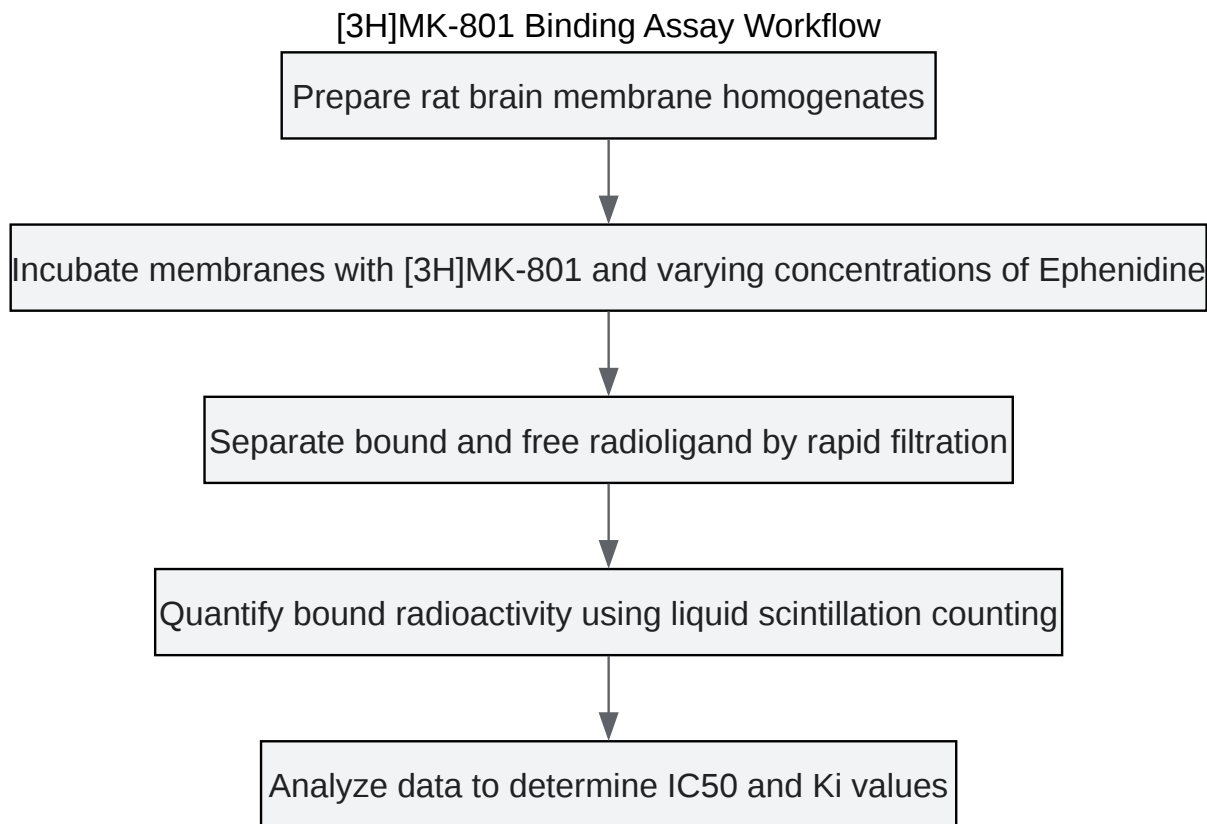 [3H]MK-801 Binding Assay Workflow
Prepare rat brain membrane homogenates
Incubate membranes with [3H]MK-801 and varying concentrations of Ephenidine
Separate bound and free radioligand by rapid filtration
Quantify bound radioactivity using liquid scintillation counting
Analyze data to determine IC50 and Ki values